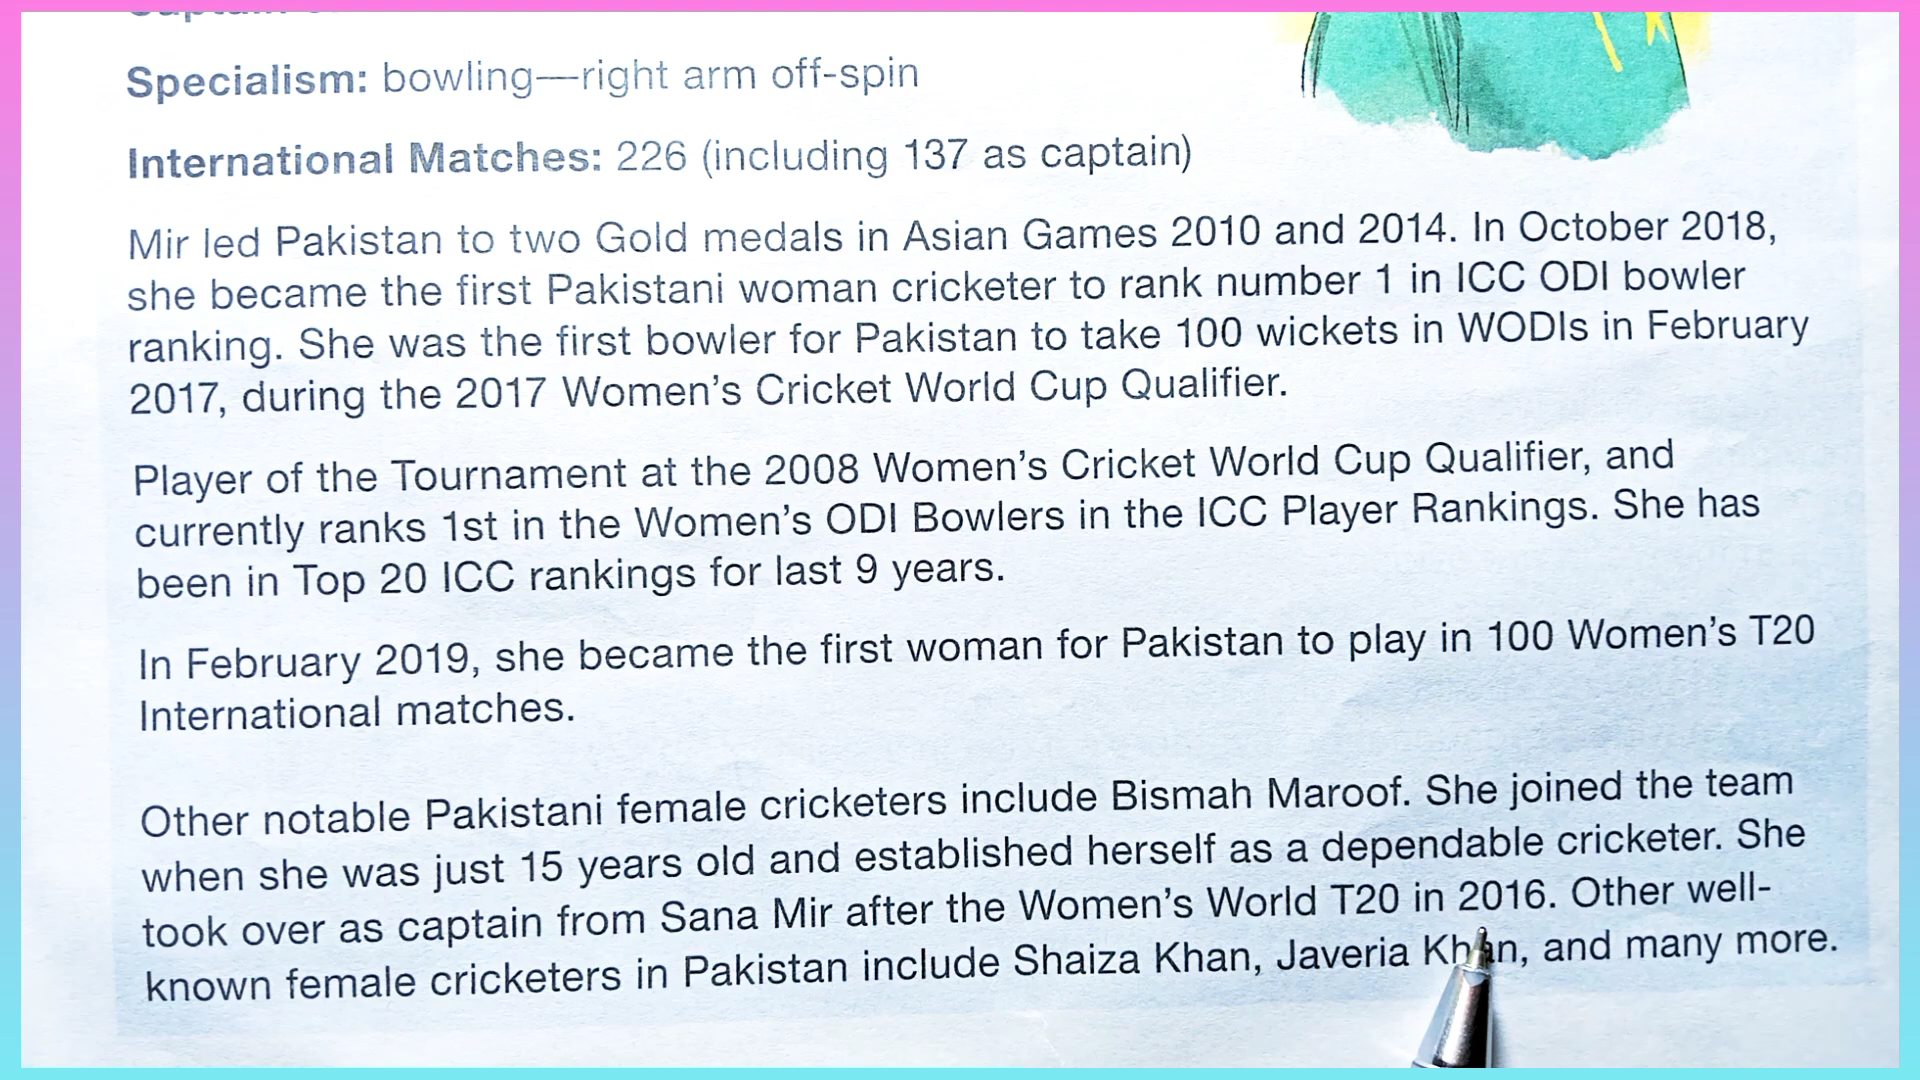 Specialism: bowling—right arm off-spin
International Matches: 226 (including 137 as captain)
Mir led Pakistan to two Gold medals in Asian Games 2010 and 2014. In October 2018,
she became the first Pakistani woman cricketer to rank number 1 in ICC ODI bowler
ranking. She was the first bowler for Pakistan to take 100 wickets in WODIs in February
2017, during the 2017 Women’s Cricket World Cup Qualifier.
Player of the Tournament at the 2008 Women’s Cricket World Cup Qualifier, and
currently ranks 1st in the Women’s ODI Bowlers in the ICC Player Rankings. She has
been in Top 20 ICC rankings for last 9 years.
In February 2019, she became the first woman for Pakistan to play in 100 Women’s T20
International matches.
Other notable Pakistani female cricketers include Bismah Maroof. She joined the team
when she was just 15 years old and established herself as a dependable cricketer. She
took over as captain from Sana Mir after the Women’s World T20 in 2016. Other well-
known female cricketers in Pakistan include Shaiza Khan, Javeria Khan, and many more.